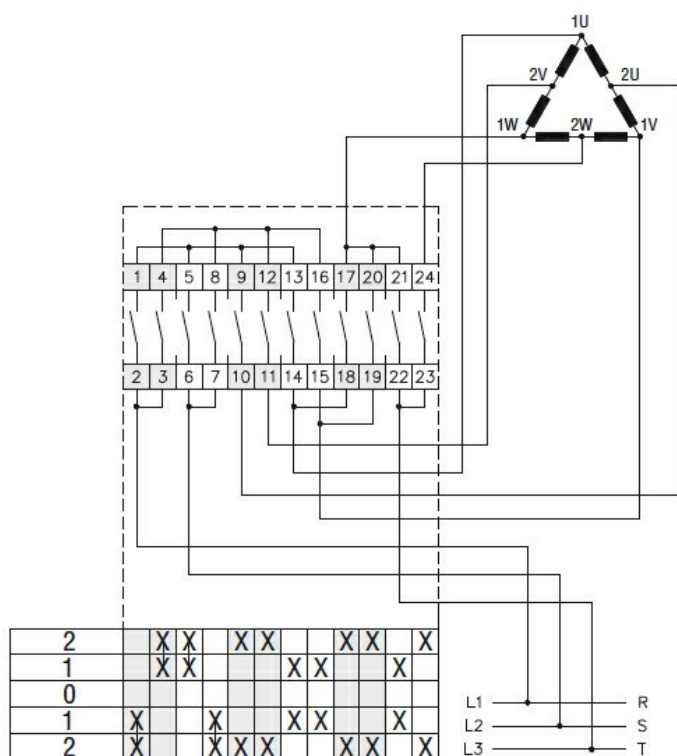 1U
2V 2U
1W 2W 1V
1 4 5 8 9 12 13 16 17 20 21 24
2 3 6 7 10 11 14 15 18 19 22 23
2 X X X X X X X
1 X X X X X
0
L1 R
1 X X X X X
L2 S
2 X X X X X X X
L3 T